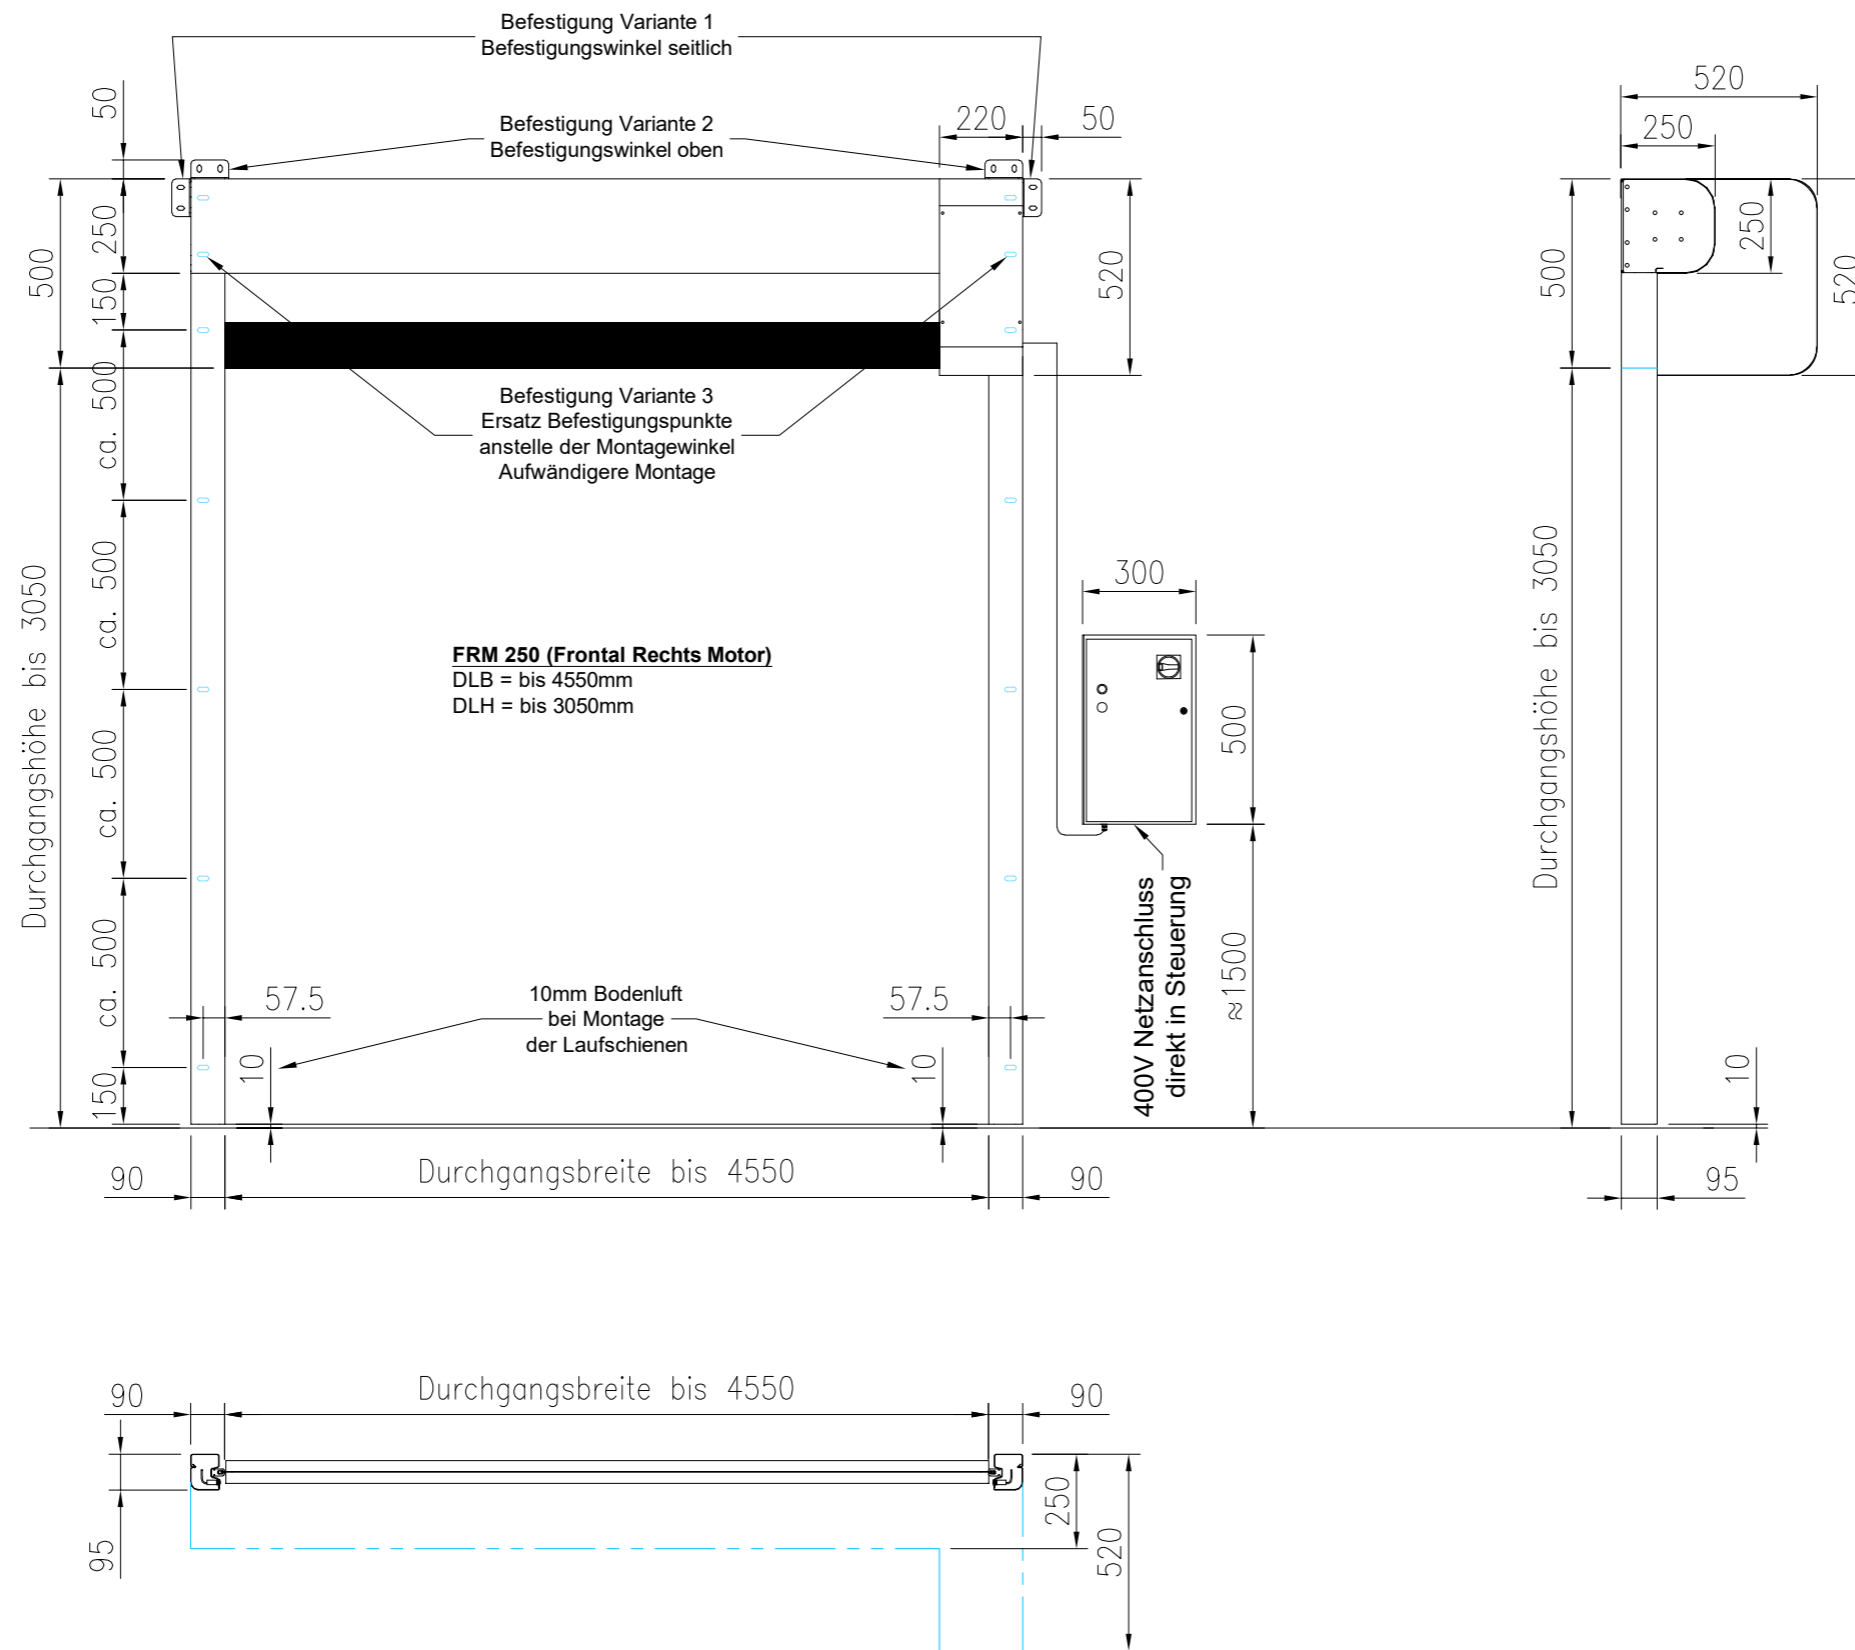 Befestigung Variante 1
Befestigungswinkel seitlich
Befestigung Variante 2
Befestigungswinkel oben
50
220
50
520
250
250
500
150
ca. 500
ca. 500
ca. 500
ca. 500
150
Durchgangshöhe bis 3050
520
500
250
520
Befestigung Variante 3
Ersatz Befestigungspunkte
anstelle der Montagewinkel
Aufwändigere Montage
FRM 250 (Frontal Rechts Motor)
DLB = bis 4550mm
DLH = bis 3050mm
300
500
≈1500
400V Netzanschluss
direkt in Steuerung
Durchgangshöhe bis 3050
57.5
10mm Bodenluft
bei Montage
der Laufschienen
57.5
10
10
10
90
Durchgangsbreite bis 4550
90
95
90
Durchgangsbreite bis 4550
90
95
250
520